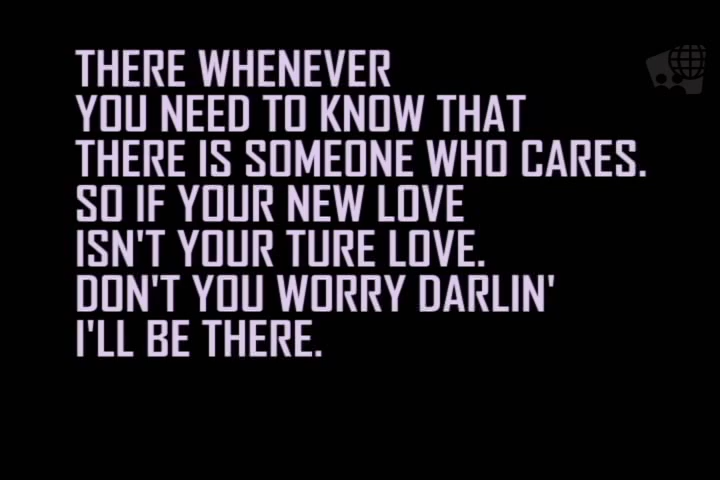 THERE WHENEVER
YOU NEED TO KNOW THAT
THERE IS SOMEONE WHO CARES.
SO IF YOUR NEW LOVE
ISN'T YOUR TURE LOVE.
DON'T YOU WORRY DARLIN'
I'LL BE THERE.